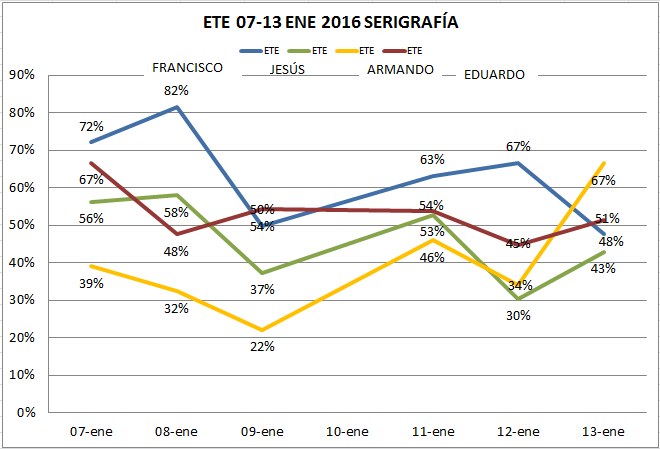 ETE 07-13 ENE 2016 SERIGRAFÍA
ETE ETE ETE ETE
FRANCISCO JESÚS ARMANDO EDUARDO
90%
80%
70%
60%
50%
40%
30%
20%
10%
0%
72% 82% 50% 63% 67% 48%
56% 58% 37% 53% 30% 43%
39% 32% 22% 46% 34% 67%
67% 48% 54% 54% 45% 51%
07-ene 08-ene 09-ene 10-ene 11-ene 12-ene 13-ene